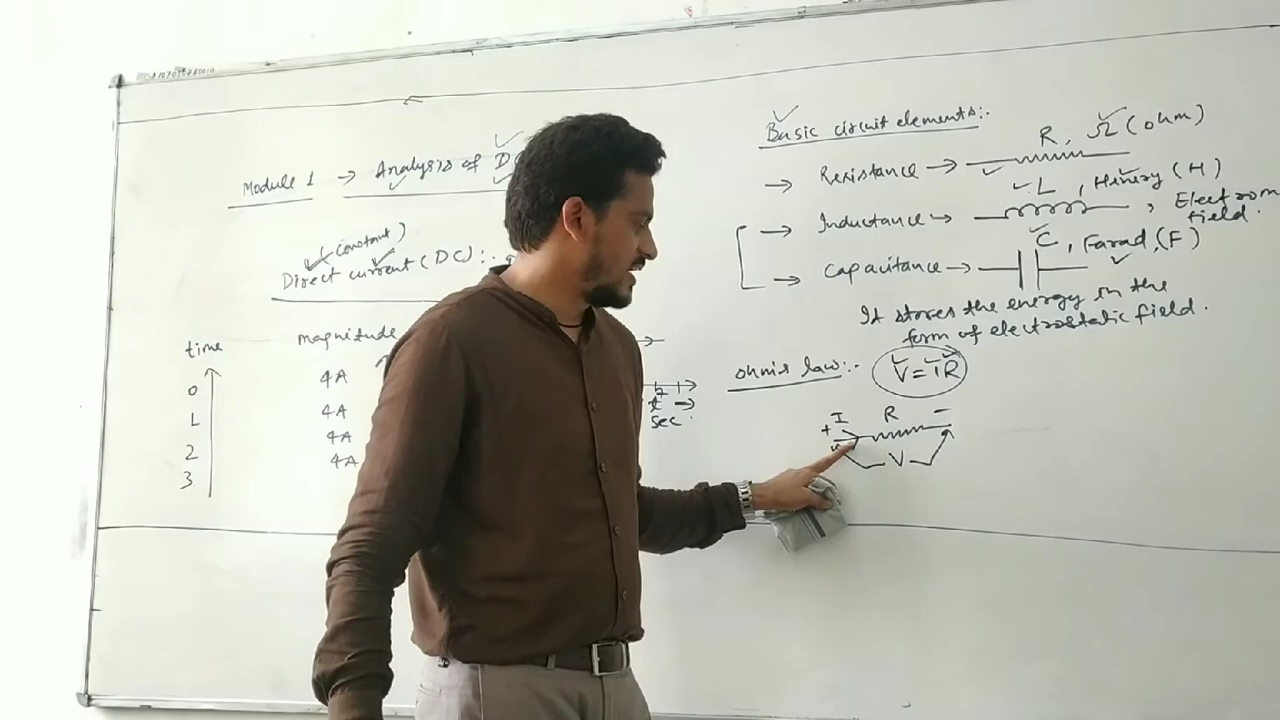 Module 1 → Analysis of D
(Constant)
Direct current (DC):-
time
magnitude
0
4A
1
4A
2
4A
3
4A
t →
sec.
Basic circuit elements:-
→ Resistance → R, Ω (ohm)
→ Inductance → L, Henery (H), Electrom
field.
→ Capacitance → C, Farad, (F)
It stores the energy in the
form of electrostatic field.
ohm's law:- V = IR
I R -
+
V